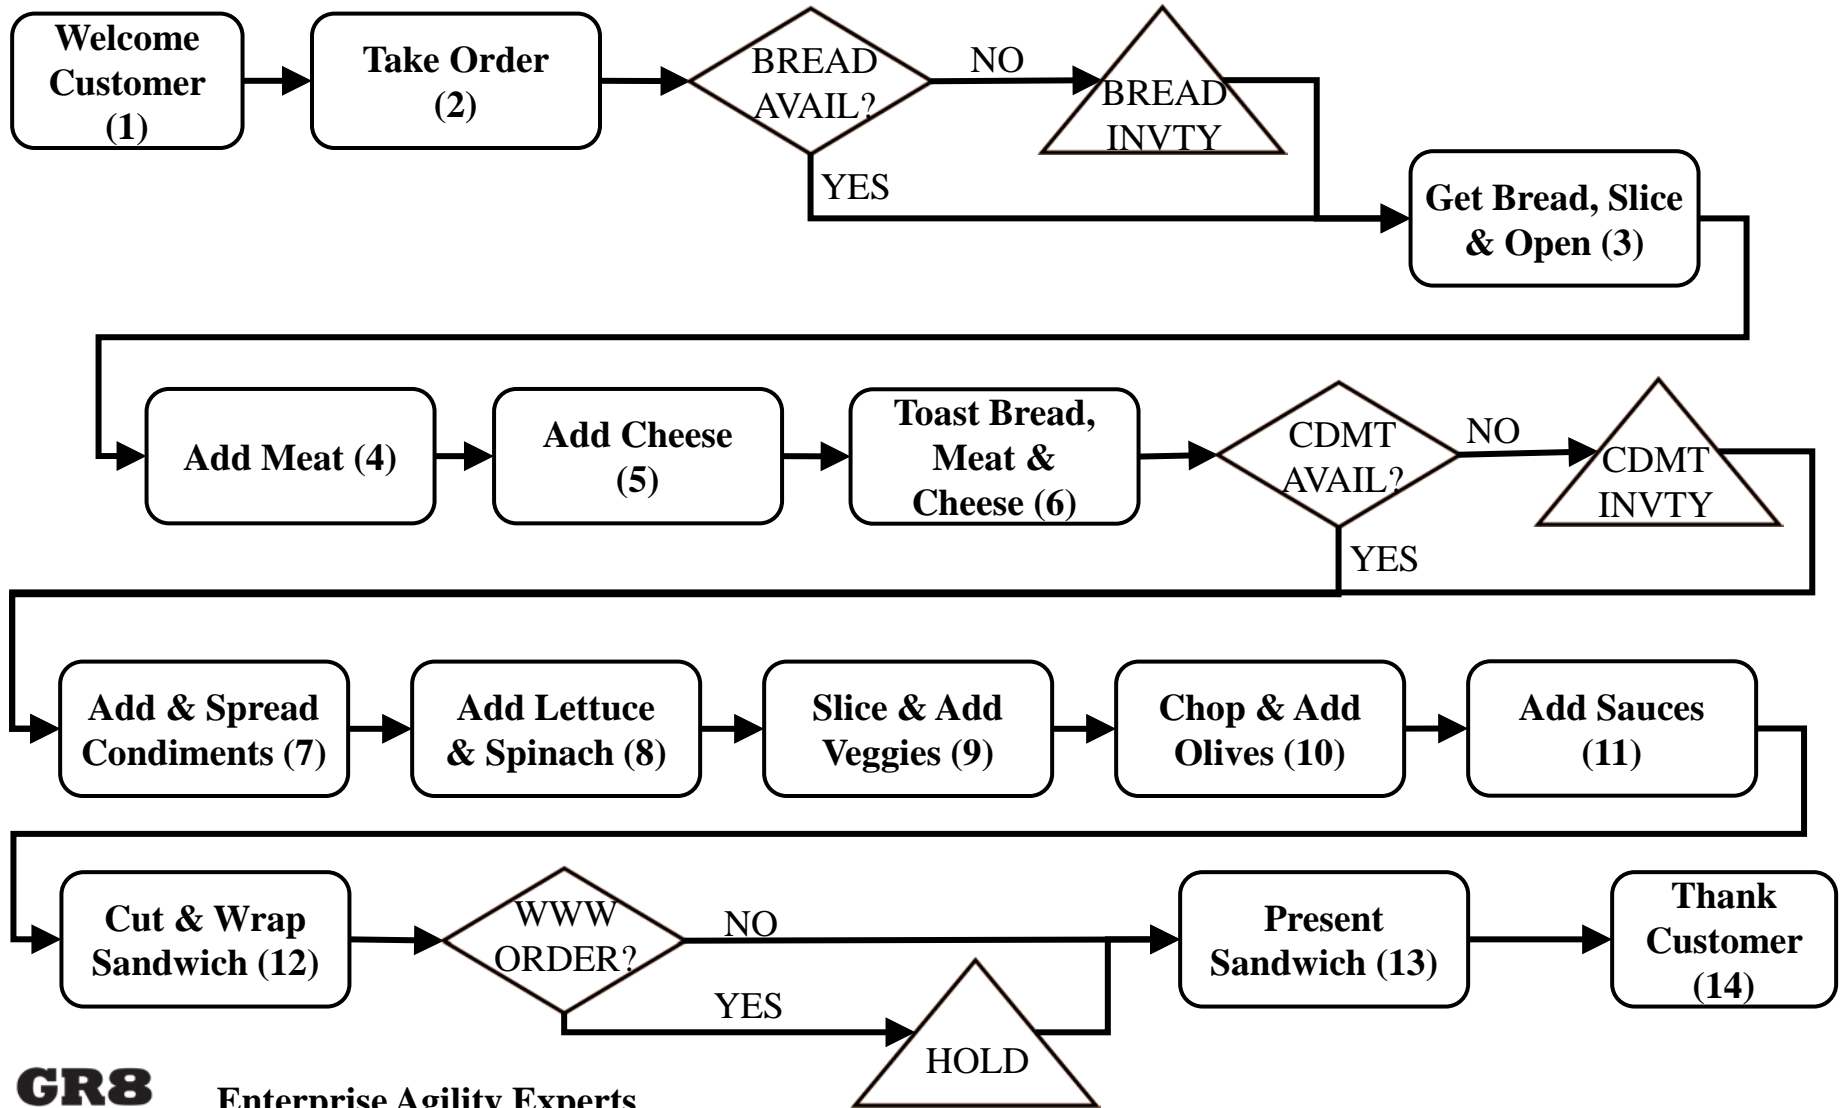 Welcome
Customer
(1)
Take Order
(2)
BREAD
AVAIL?
NO
BREAD
INVTY
YES
Get Bread, Slice
& Open (3)
Add Meat (4)
Add Cheese
(5)
Toast Bread,
Meat &
Cheese (6)
CDMT
AVAIL?
NO
CDMT
INVTY
YES
Add & Spread
Condiments (7)
Add Lettuce
& Spinach (8)
Slice & Add
Veggies (9)
Chop & Add
Olives (10)
Add Sauces
(11)
Cut & Wrap
Sandwich (12)
WWW
ORDER?
NO
YES
HOLD
Present
Sandwich (13)
Thank
Customer
(14)
GR8
Enterprise Agility Experts